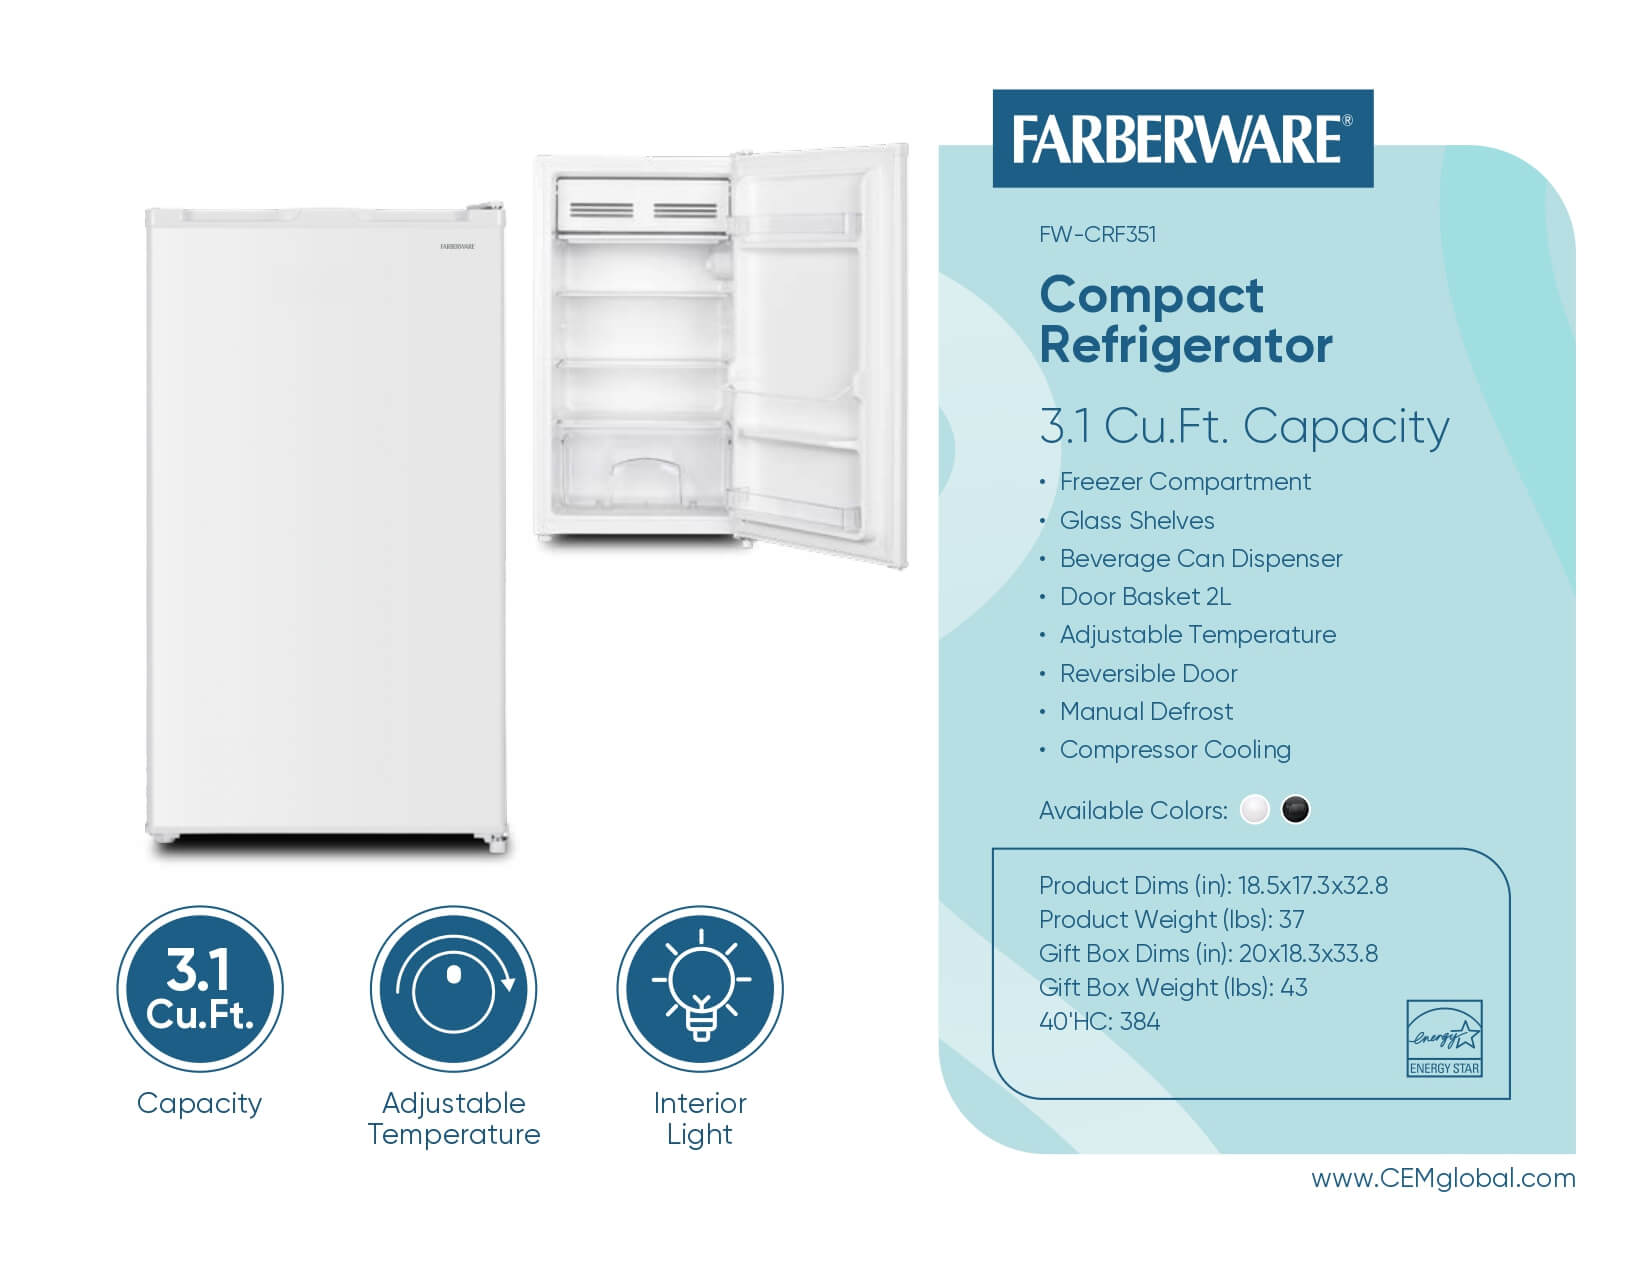 FARBERWARE®
FARBERWARE
FW-CRF351
Compact
Refrigerator
3.1 Cu.Ft. Capacity
• Freezer Compartment
• Glass Shelves
• Beverage Can Dispenser
• Door Basket 2L
• Adjustable Temperature
• Reversible Door
• Manual Defrost
• Compressor Cooling
Available Colors:
Product Dims (in): 18.5x17.3x32.8
Product Weight (lbs): 37
Gift Box Dims (in): 20x18.3x33.8
Gift Box Weight (lbs): 43
40'HC: 384
energy
ENERGY STAR
3.1
Cu.Ft.
Capacity
Adjustable
Temperature
Interior
Light
www.CEMglobal.com